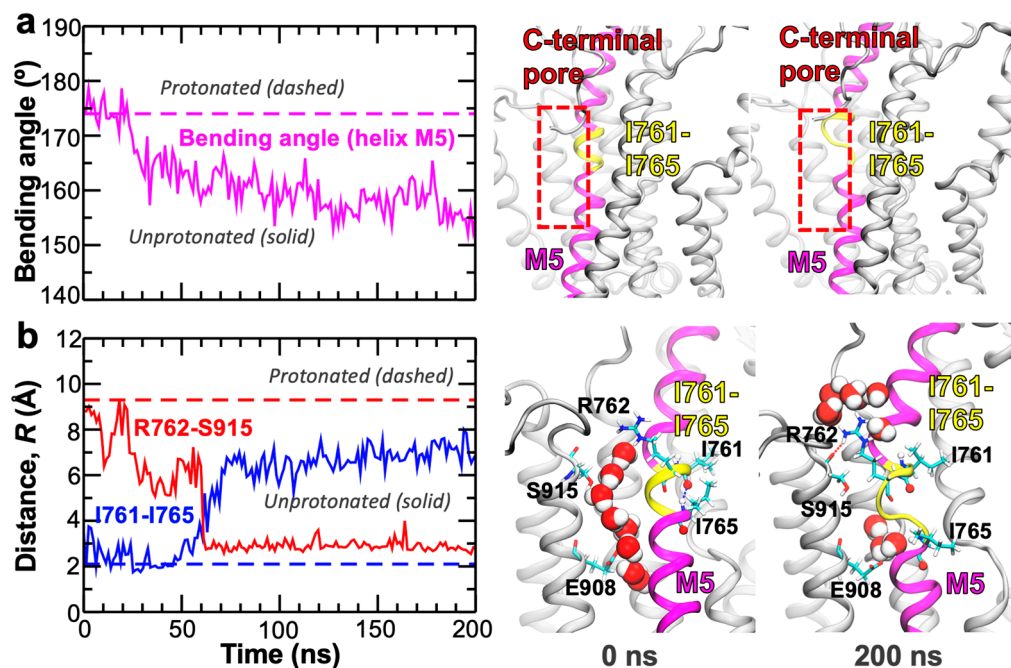 a
190
180
170
160
150
140
Bending angle (º)
Protonated (dashed)
Bending angle (helix M5)
Unprotonated (solid)
C-terminal
pore
I761-
I765
M5
C-terminal
pore
I761-
I765
M5
b
12
10
8
6
4
2
0
Distance, R (Å)
Protonated (dashed)
R762-S915
Unprotonated (solid)
I761-I765
0
50
100
150
200
Time (ns)
I761-
I765
R762
I761
S915
I765
E908
M5
0 ns
I761-
I765
R762
I761
S915
I765
E908
M5
200 ns